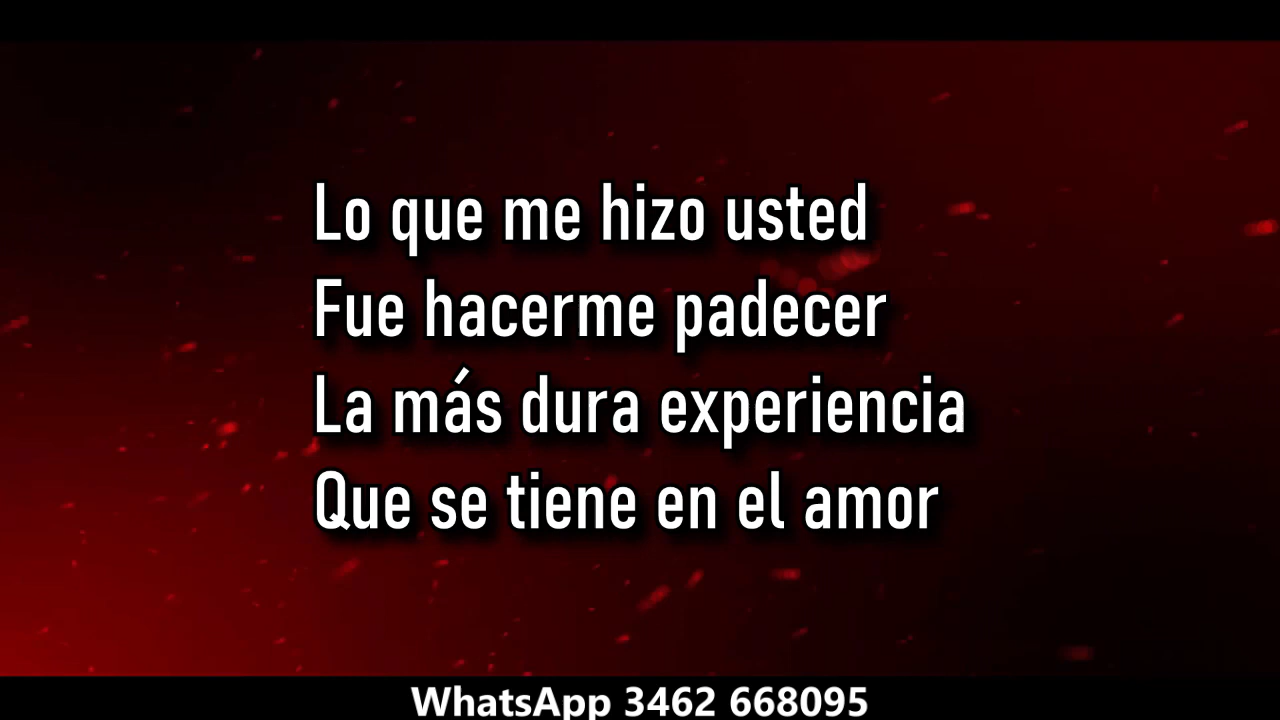 Lo que me hizo usted
Fue hacerme padecer
La más dura experiencia
Que se tiene en el amor
WhatsApp 3462 668095